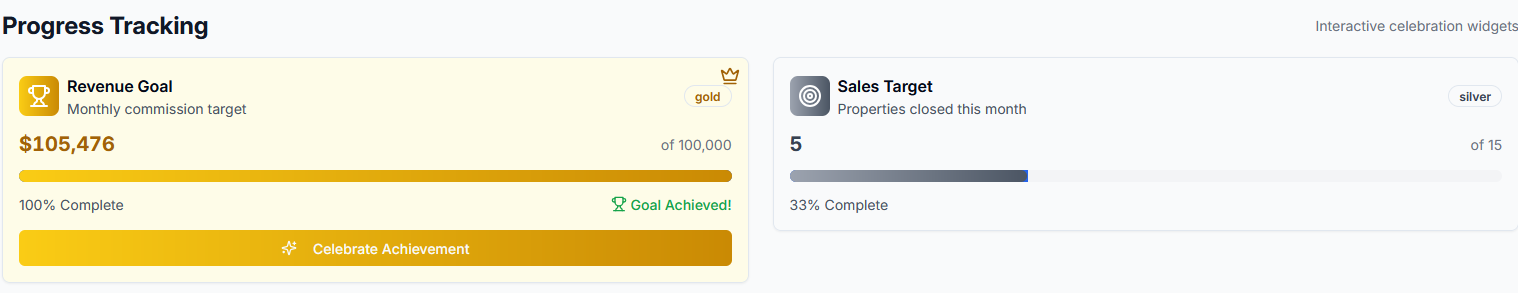 Progress Tracking
Interactive celebration widgets
Revenue Goal
Monthly commission target
gold
$105,476
of 100,000
100% Complete
Goal Achieved!
Celebrate Achievement
Sales Target
Properties closed this month
silver
5
of 15
33% Complete